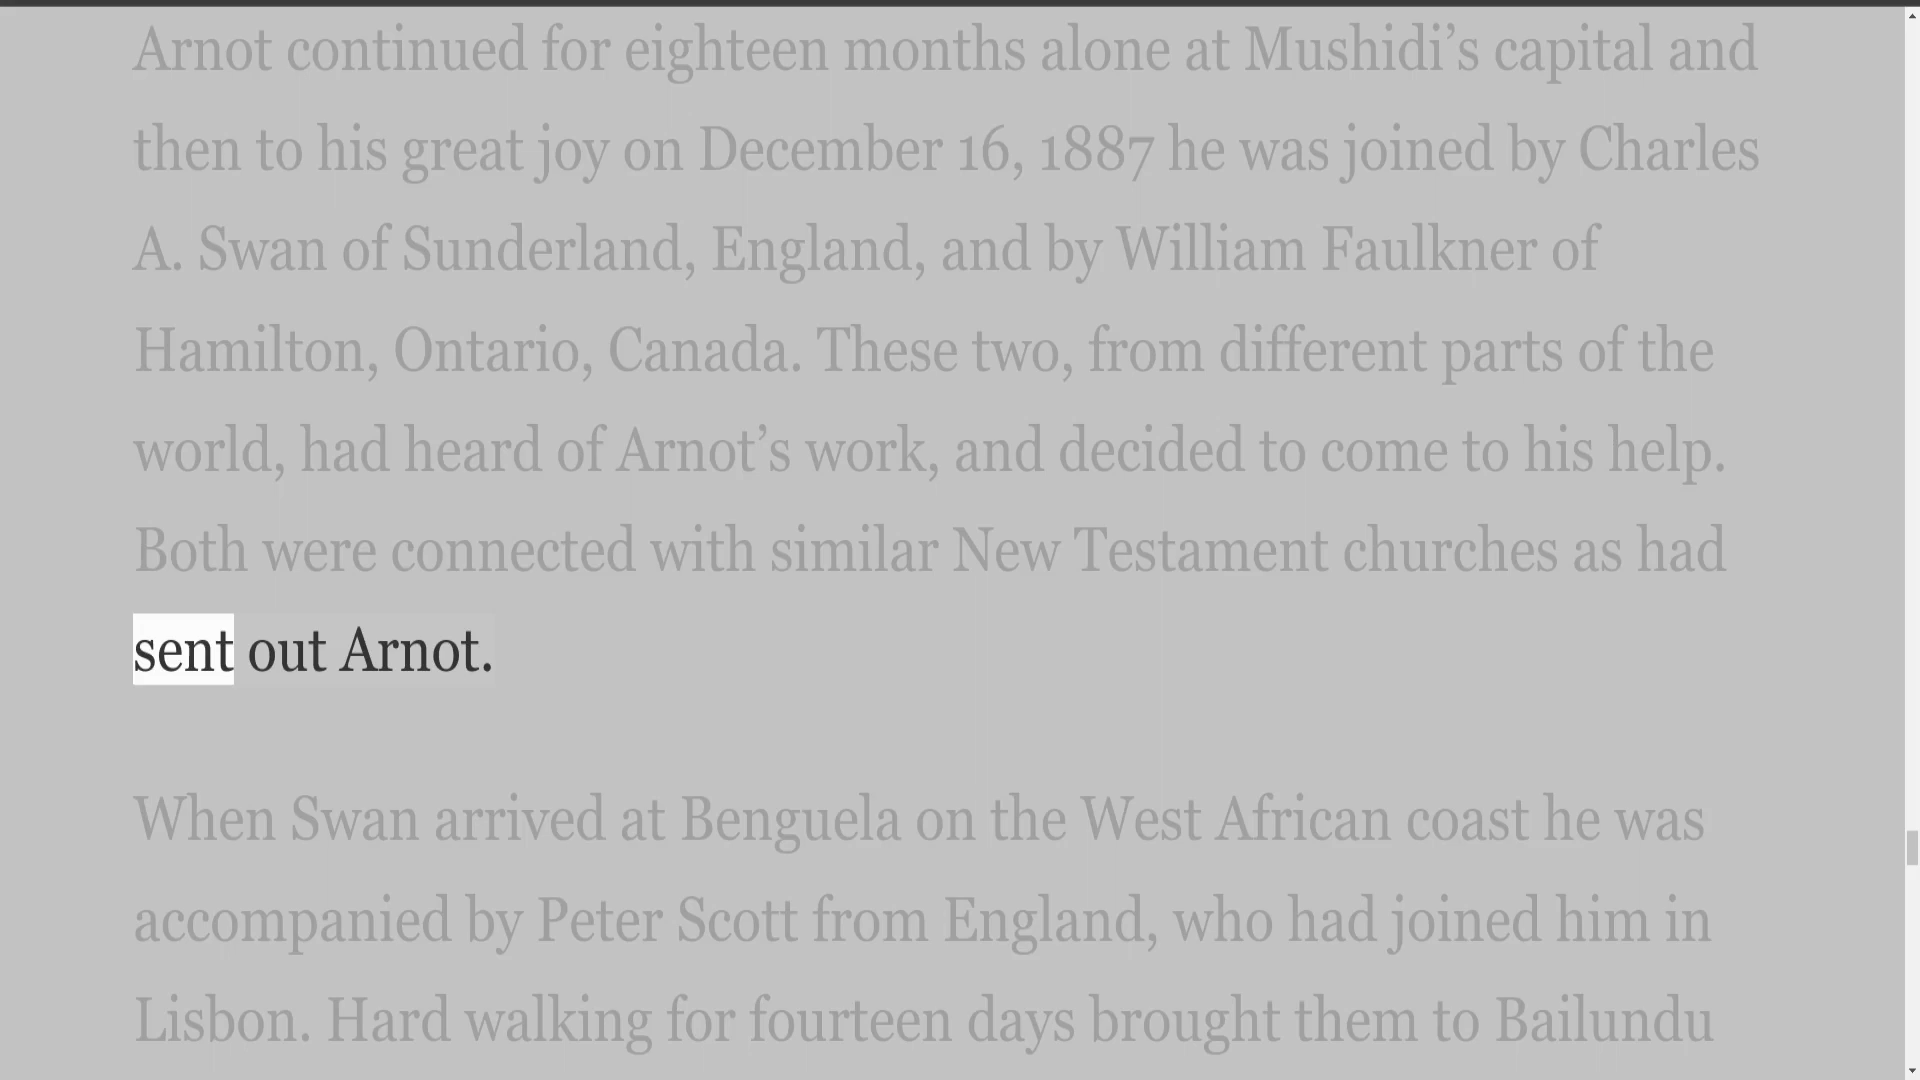 Arnot continued for eighteen months alone at Mushidi’s capital and
then to his great joy on December 16, 1887 he was joined by Charles
A. Swan of Sunderland, England, and by William Faulkner of
Hamilton, Ontario, Canada. These two, from different parts of the
world, had heard of Arnot’s work, and decided to come to his help.
Both were connected with similar New Testament churches as had
sent out Arnot.
When Swan arrived at Benguela on the West African coast he was
accompanied by Peter Scott from England, who had joined him in
Lisbon. Hard walking for fourteen days brought them to Bailundu